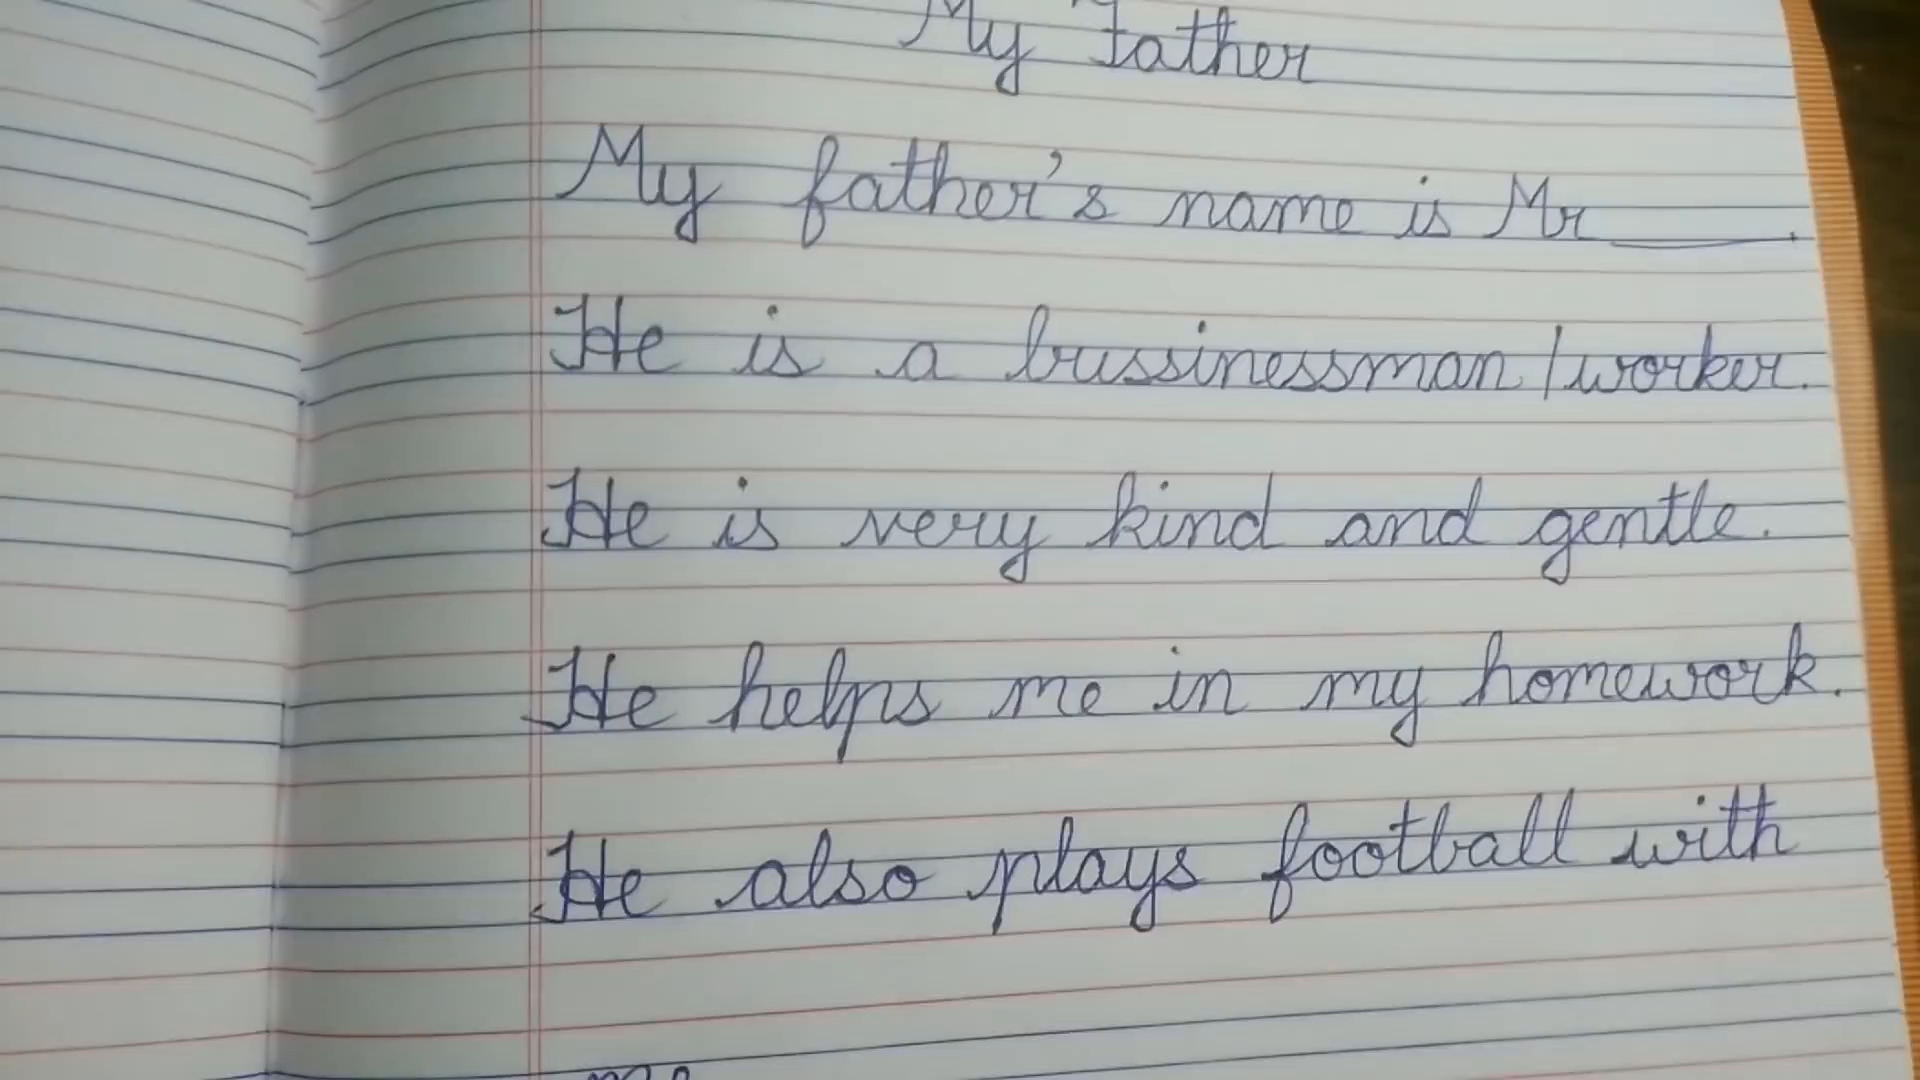 My Father
My father's name is Mr ______.
He is a bussinessman/worker.
He is very kind and gentle.
He helps me in my homework.
He also plays football with